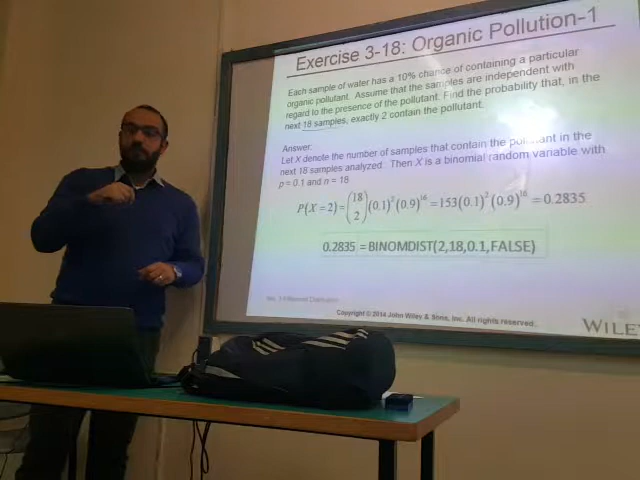 Exercise 3-18: Organic Pollution-1
Each sample of water has a 10% chance of containing a particular
organic pollutant. Assume that the samples are independent with
regard to the presence of the pollutant. Find the probability that, in the
next 18 samples, exactly 2 contain the pollutant.
Answer:
Let X denote the number of samples that contain the pollutant in the
next 18 samples analyzed. Then X is a binomial random variable with
p = 0.1 and n = 18
P(X = 2) = (18 2) (0.1)² (0.9)¹⁶ = 153(0.1)² (0.9)¹⁶ = 0.2835
0.2835 = BINOMDIST(2,18,0.1,FALSE)
Copyright © 2014 John Wiley & Sons, Inc. All rights reserved.
WILEY